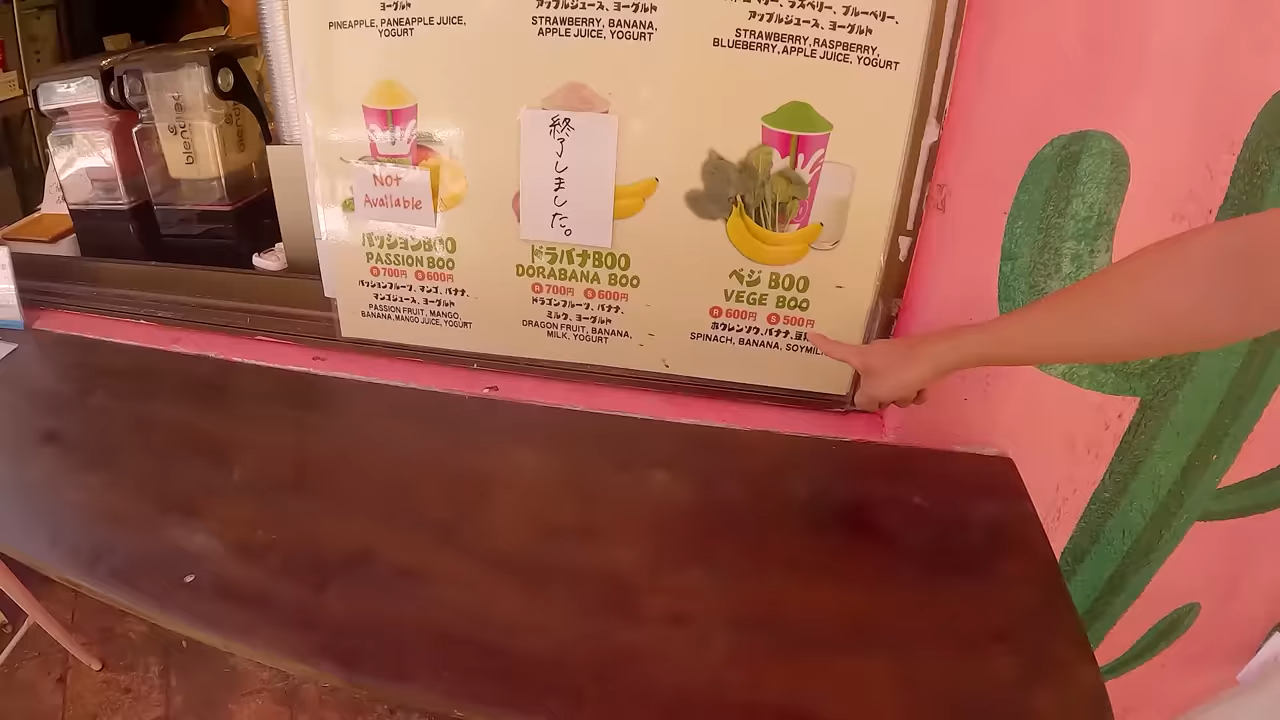 ヨーグルト
PINEAPPLE, PANEAPPLE JUICE,
YOGURT
アップルジュース、ヨーグルト
STRAWBERRY, BANANA,
APPLE JUICE, YOGURT
ラズベリー、ブルーベリー、
アップルジュース、ヨーグルト
STRAWBERRY,RASPBERRY,
BLUEBERRY,APPLE JUICE, YOGURT
blended
Not
Available
パッションBOO
PASSION BOO
R 700円 S 600円
パッションフルーツ、マンゴ、バナナ、
マンゴジュース、ヨーグルト
PASSION FRUIT, MANGO,
BANANA,MANGO JUICE, YOGURT
終了しました。
ドラバナBOO
DORABANA BOO
R 700円 S 600円
ドラゴンフルーツ、バナナ、
ミルク、ヨーグルト
DRAGON FRUIT, BANANA,
MILK, YOGURT
ベジ BOO
VEGE BOO
R 600円 S 500円
ホウレンソウ,バナナ,豆
SPINACH, BANANA, SOYMIL